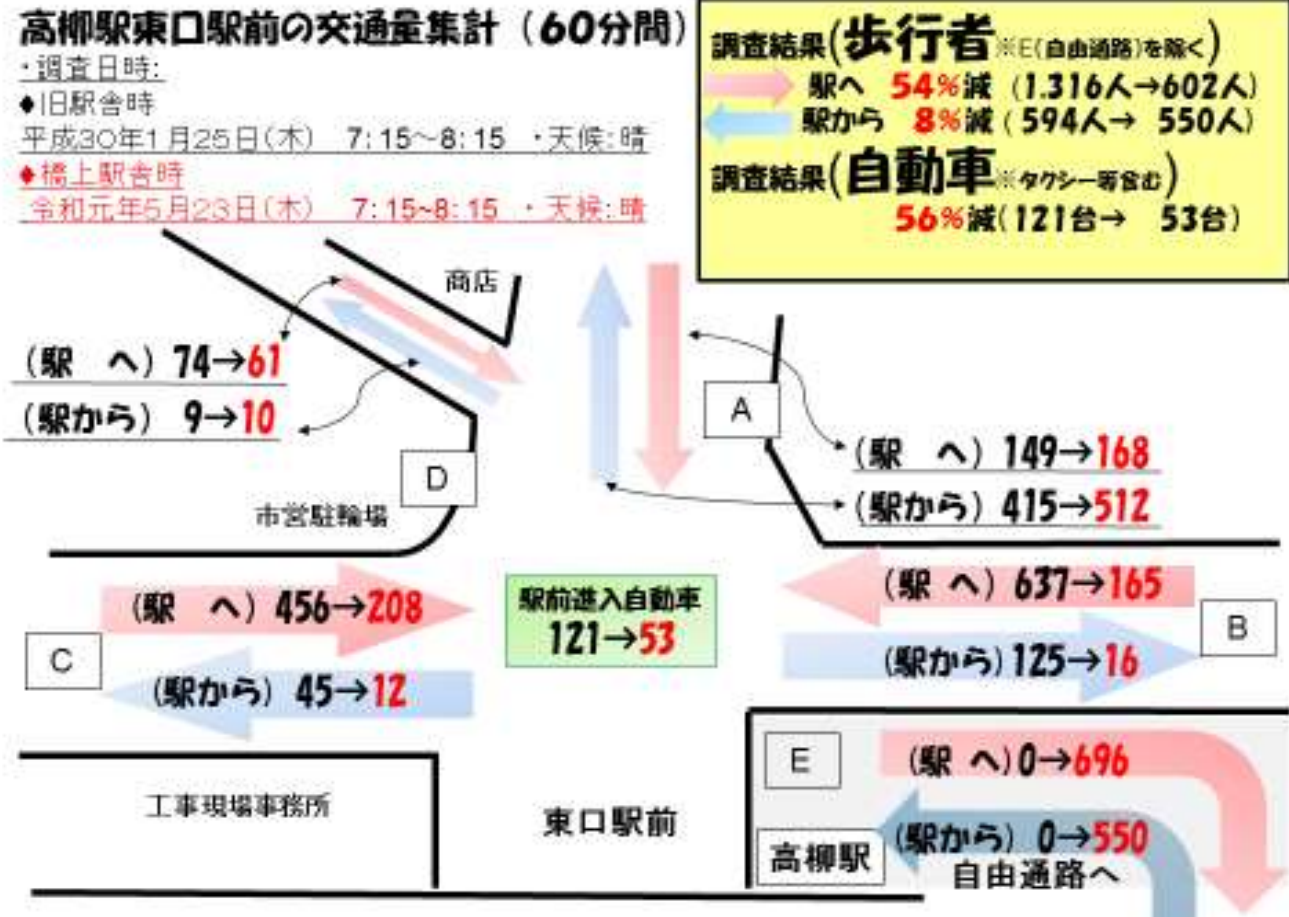 高柳駅東口駅前の交通量集計（60分間）
・調査日時:
◆旧駅舎時
平成30年1月25日(木)　7:15～8:15　・天候:晴
◆橋上駅舎時
令和元年5月23日(木)　7:15~8:15　・天候:晴
調査結果(歩行者※E(自由通路)を除く)
駅へ　54%減（1.316人→602人）
駅から　8%減（594人→ 550人）
調査結果(自動車※タクシー等含む)
56%減(121台→　53台)
商店
(駅　へ) 74→61
(駅から)　9→10
A
(駅　へ) 149→168
(駅から) 415→512
D
市営駐輪場
(駅　へ) 456→208
駅前進入自動車
121→53
(駅 へ) 637→165
B
C
(駅から) 45→12
(駅から) 125→16
E
(駅 へ) 0→696
工事現場事務所
東口駅前
(駅から) 0→550
高柳駅
自由通路へ